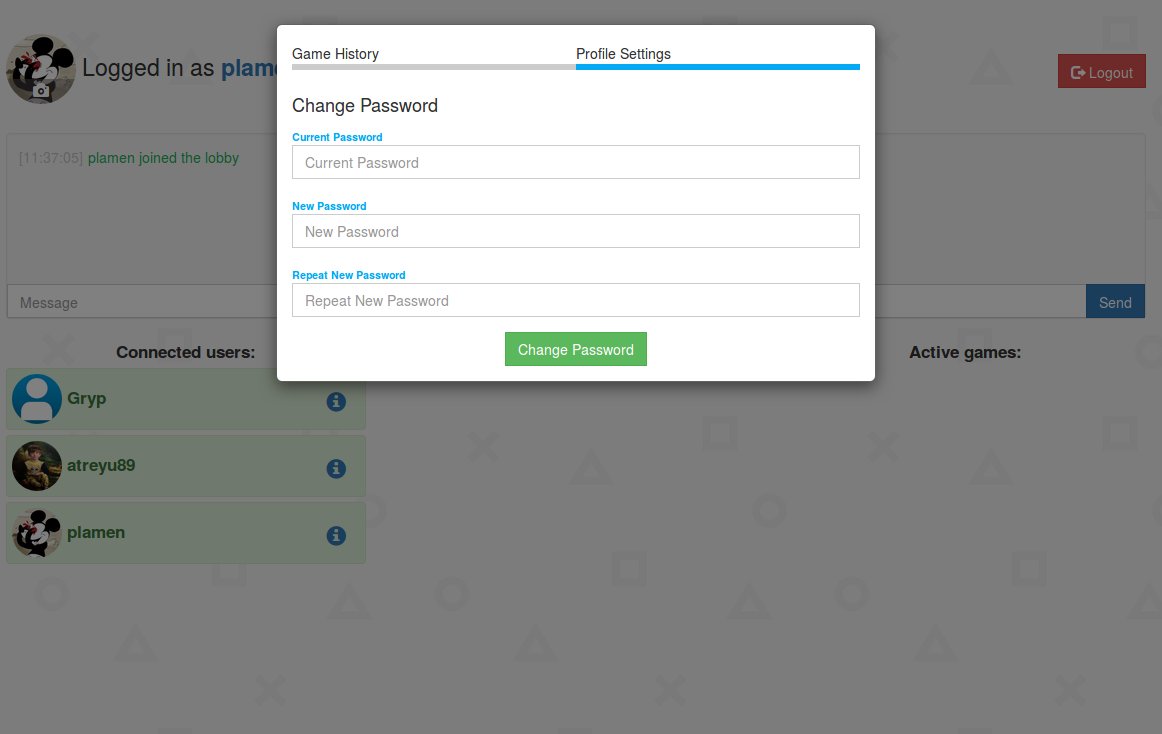 Game History
Profile Settings
Logged in as
Logout
Change Password
Current Password
Current Password
[11:37:05] plamen joined the lobby
New Password
New Password
Repeat New Password
Repeat New Password
Message
Send
Change Password
Connected users:
Active games:
Gryp
atreyu89
plamen